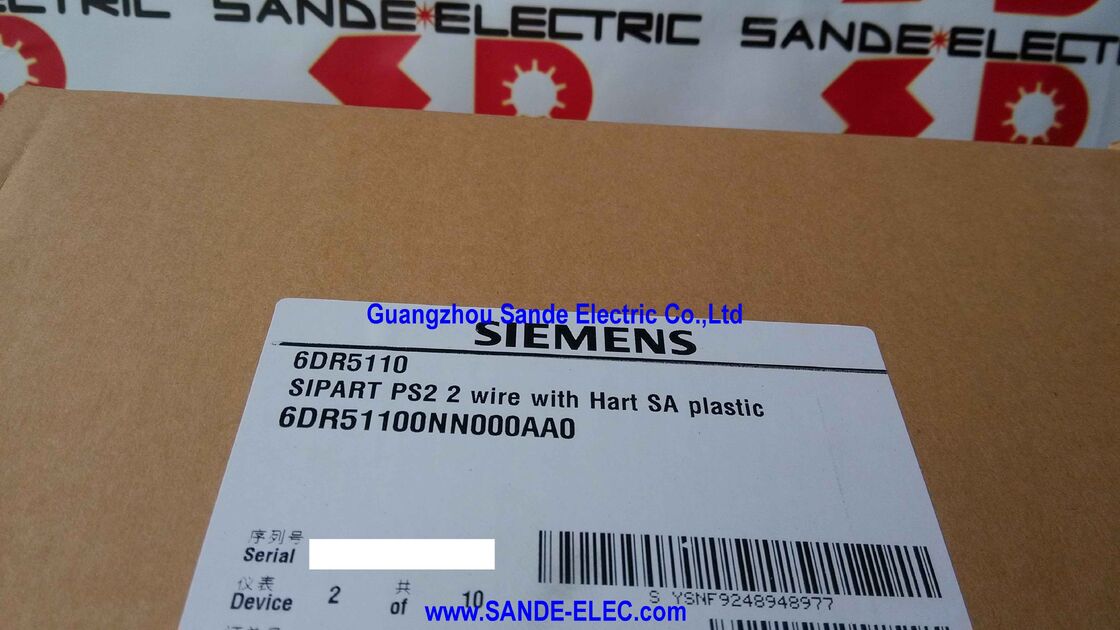 ELECTRIC SANDE ELECTRIC SANDE ELECT
Guangzhou Sande Electric Co.,Ltd
SIEMENS
6DR5110
SIPART PS2 2 wire with Hart SA plastic
6DR51100NN000AA0
序列号
Serial
S YSNF9248948977
仪表 共
Device 2 of 10
www.SANDE-ELEC.com